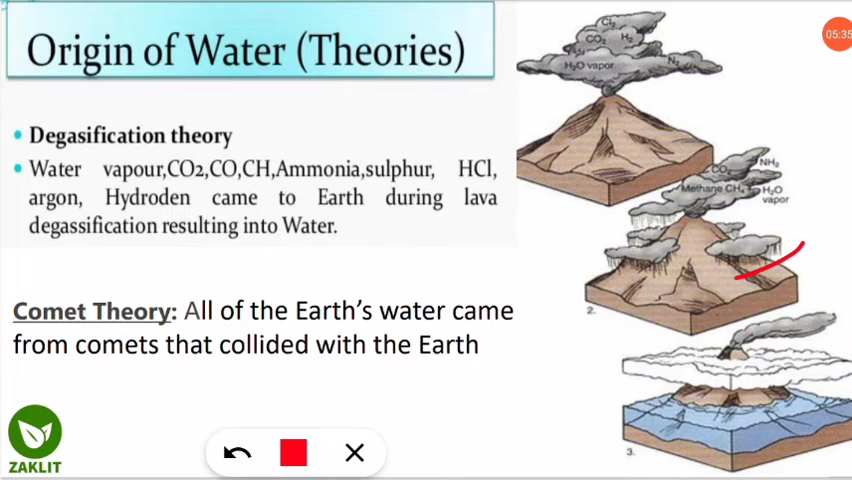 Origin of Water (Theories)
05:35
Cl₂
CO₂ H₂
N₂
H₂O vapor
• Degasification theory
• Water vapour,CO2,CO,CH,Ammonia,sulphur, HCl,
argon, Hydroden came to Earth during lava
degassification resulting into Water.
NH₂
CO₂
Methane CH₄ H₂O
vapor
2.
Comet Theory: All of the Earth's water came
from comets that collided with the Earth
3.
ZAKLIT